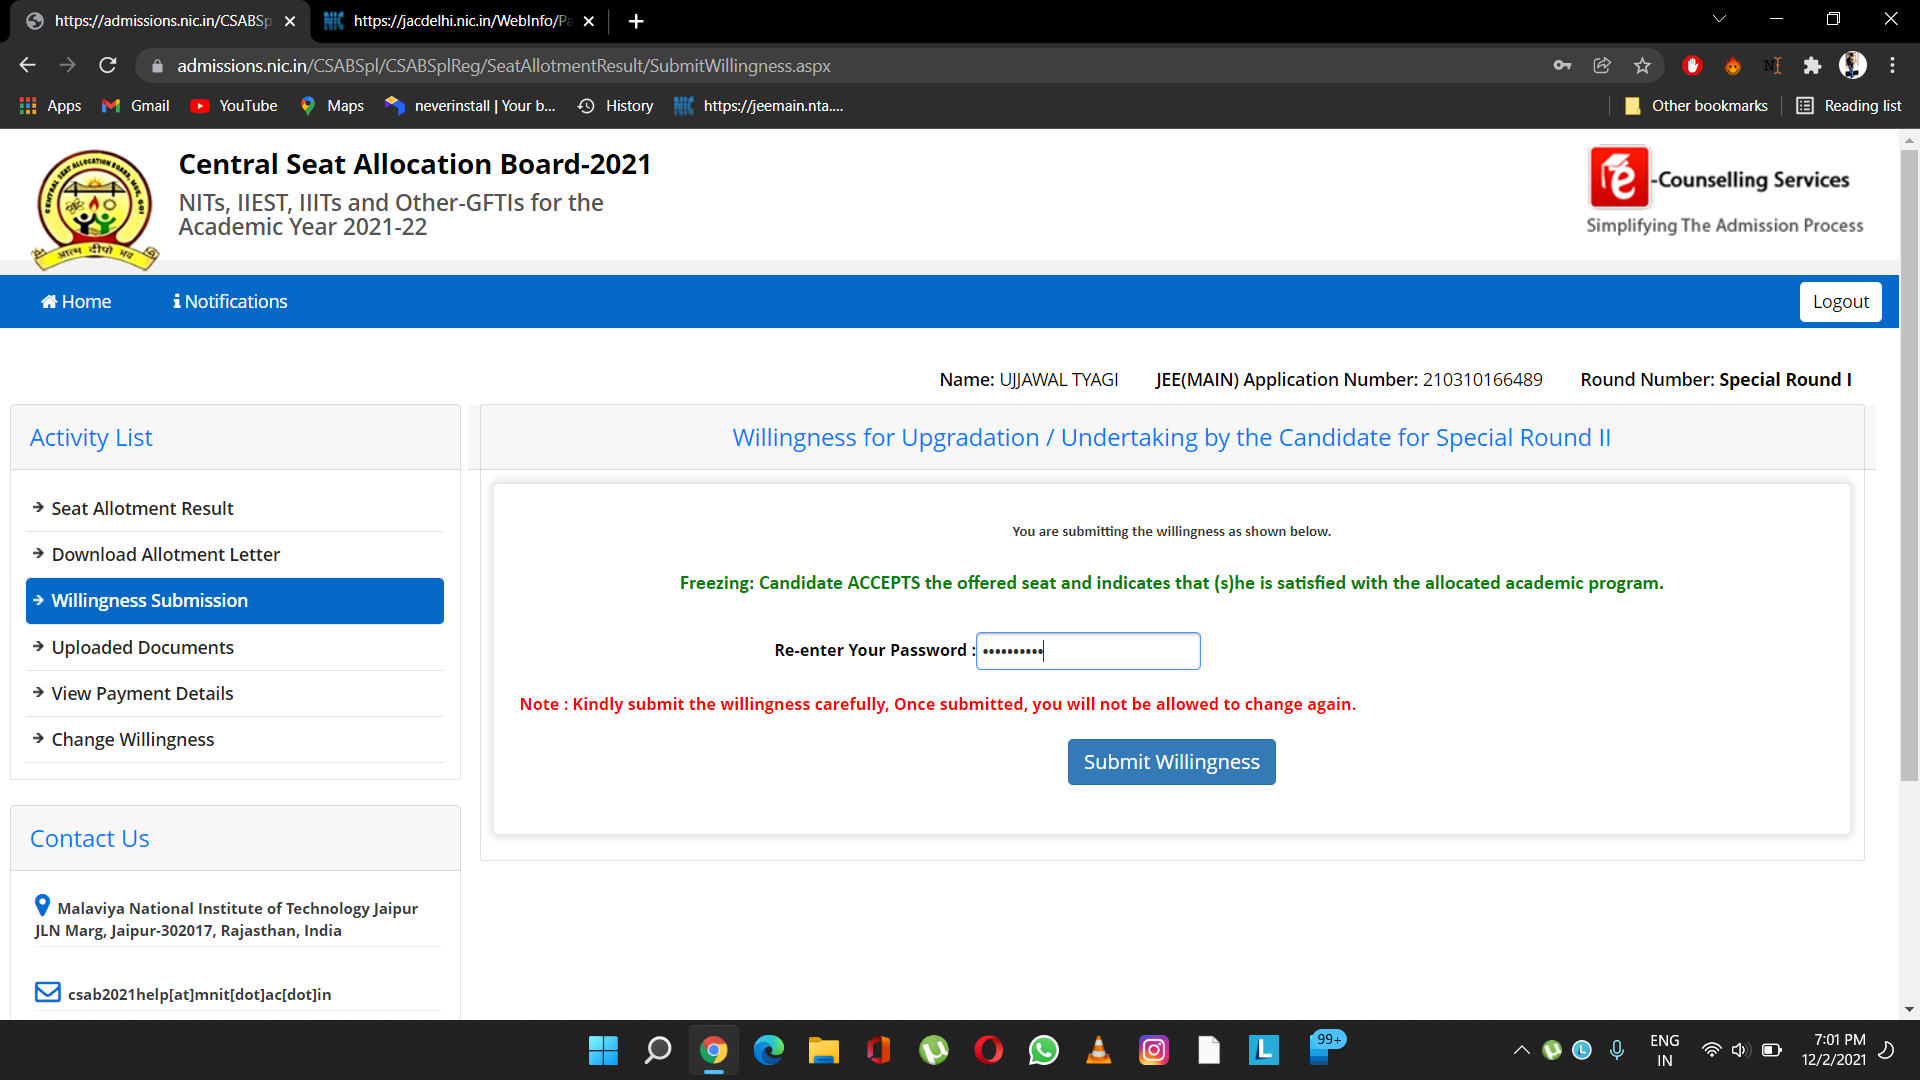 https://admissions.nic.in/CSABSp
https://jacdelhi.nic.in/WebInfo/Pa
admissions.nic.in/CSABSpl/CSABSplReg/SeatAllotmentResult/SubmitWillingness.aspx
Apps Gmail YouTube Maps neverinstall | Your b... History https://jeemain.nta.... Other bookmarks Reading list
Central Seat Allocation Board-2021
NITs, IIEST, IIITs and Other-GFTIs for the
Academic Year 2021-22
e-Counselling Services
Simplifying The Admission Process
Home Notifications Logout
Name: UJJAWAL TYAGI JEE(MAIN) Application Number: 210310166489 Round Number: Special Round I
Activity List
Seat Allotment Result
Download Allotment Letter
Willingness Submission
Uploaded Documents
View Payment Details
Change Willingness
Willingness for Upgradation / Undertaking by the Candidate for Special Round II
You are submitting the willingness as shown below.
Freezing: Candidate ACCEPTS the offered seat and indicates that (s)he is satisfied with the allocated academic program.
Re-enter Your Password : ••••••••••
Note : Kindly submit the willingness carefully, Once submitted, you will not be allowed to change again.
Submit Willingness
Contact Us
Malaviya National Institute of Technology Jaipur
JLN Marg, Jaipur-302017, Rajasthan, India
csab2021help[at]mnit[dot]ac[dot]in
99+
ENG
IN
7:01 PM
12/2/2021